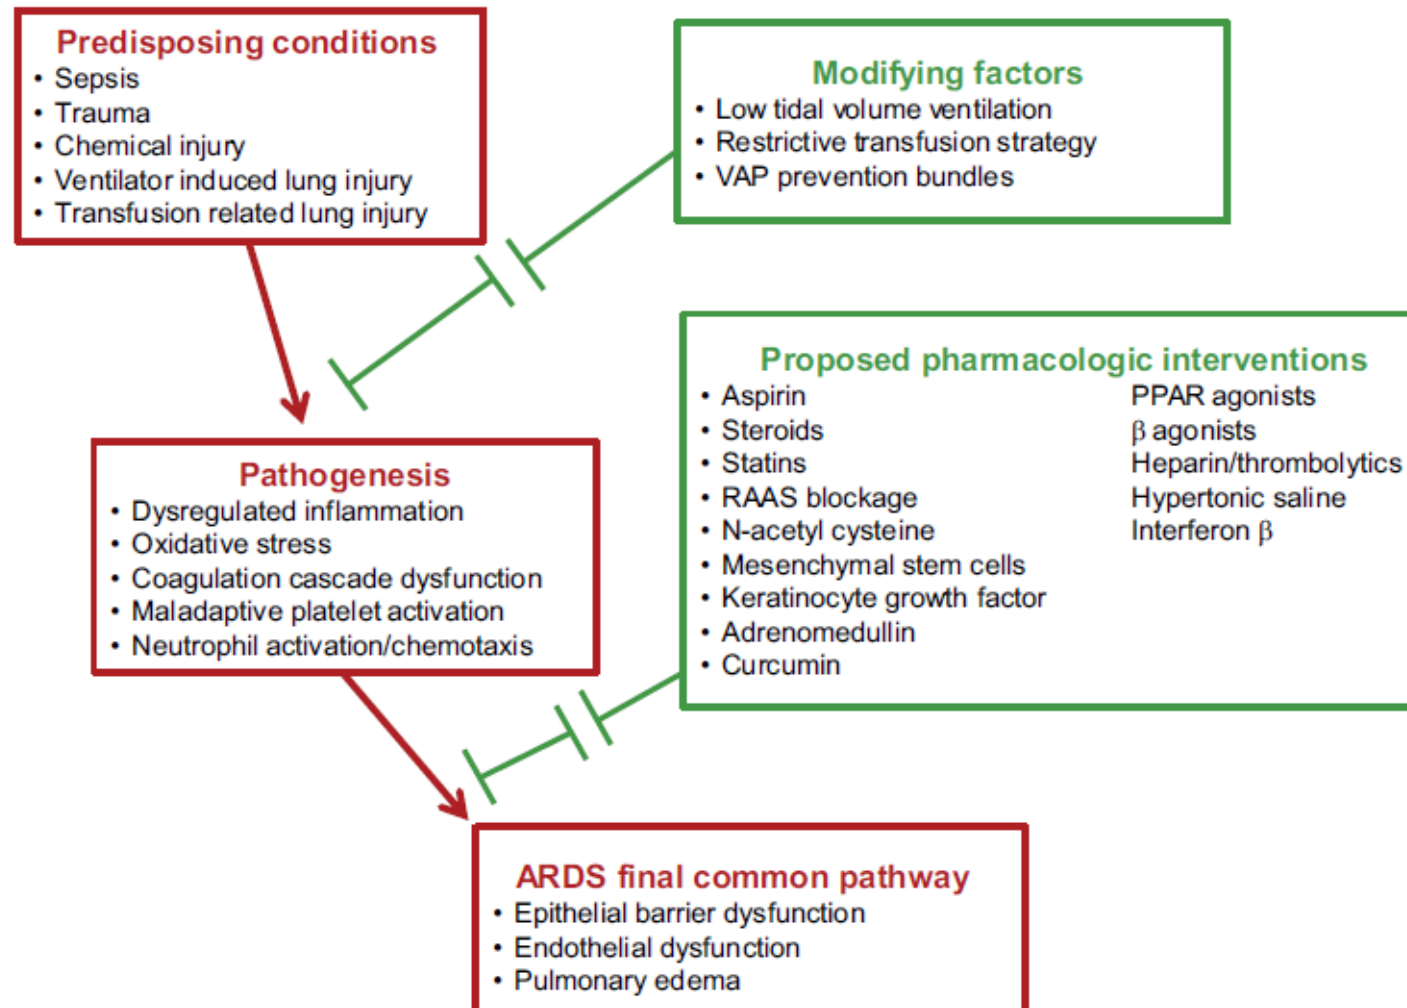 Predisposing conditions
• Sepsis
• Trauma
• Chemical injury
• Ventilator induced lung injury
• Transfusion related lung injury
Modifying factors
• Low tidal volume ventilation
• Restrictive transfusion strategy
• VAP prevention bundles
Proposed pharmacologic interventions
• Aspirin
• Steroids
• Statins
• RAAS blockage
• N-acetyl cysteine
• Mesenchymal stem cells
• Keratinocyte growth factor
• Adrenomedullin
• Curcumin
PPAR agonists
β agonists
Heparin/thrombolytics
Hypertonic saline
Interferon β
Pathogenesis
• Dysregulated inflammation
• Oxidative stress
• Coagulation cascade dysfunction
• Maladaptive platelet activation
• Neutrophil activation/chemotaxis
ARDS final common pathway
• Epithelial barrier dysfunction
• Endothelial dysfunction
• Pulmonary edema